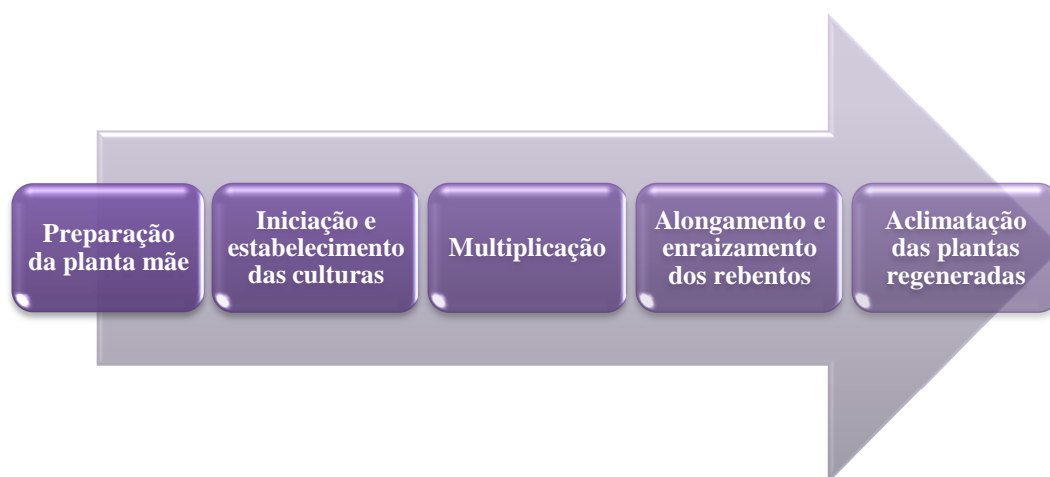 Preparação
da planta mãe
Iniciação e
estabelecimento
das culturas
Multiplicação
Alongamento e
enraizamento
dos rebentos
Aclimatação
das plantas
regeneradas